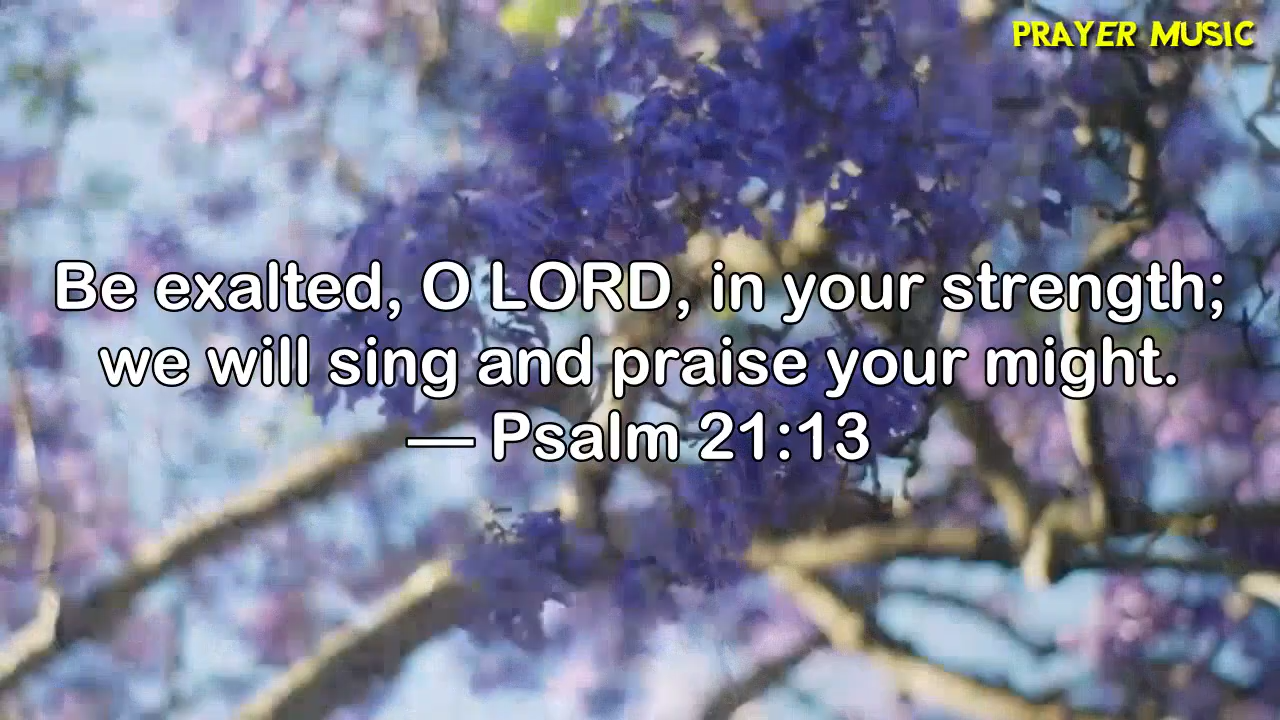 PRAYER MUSIC
Be exalted, O LORD, in your strength;
we will sing and praise your might.
— Psalm 21:13